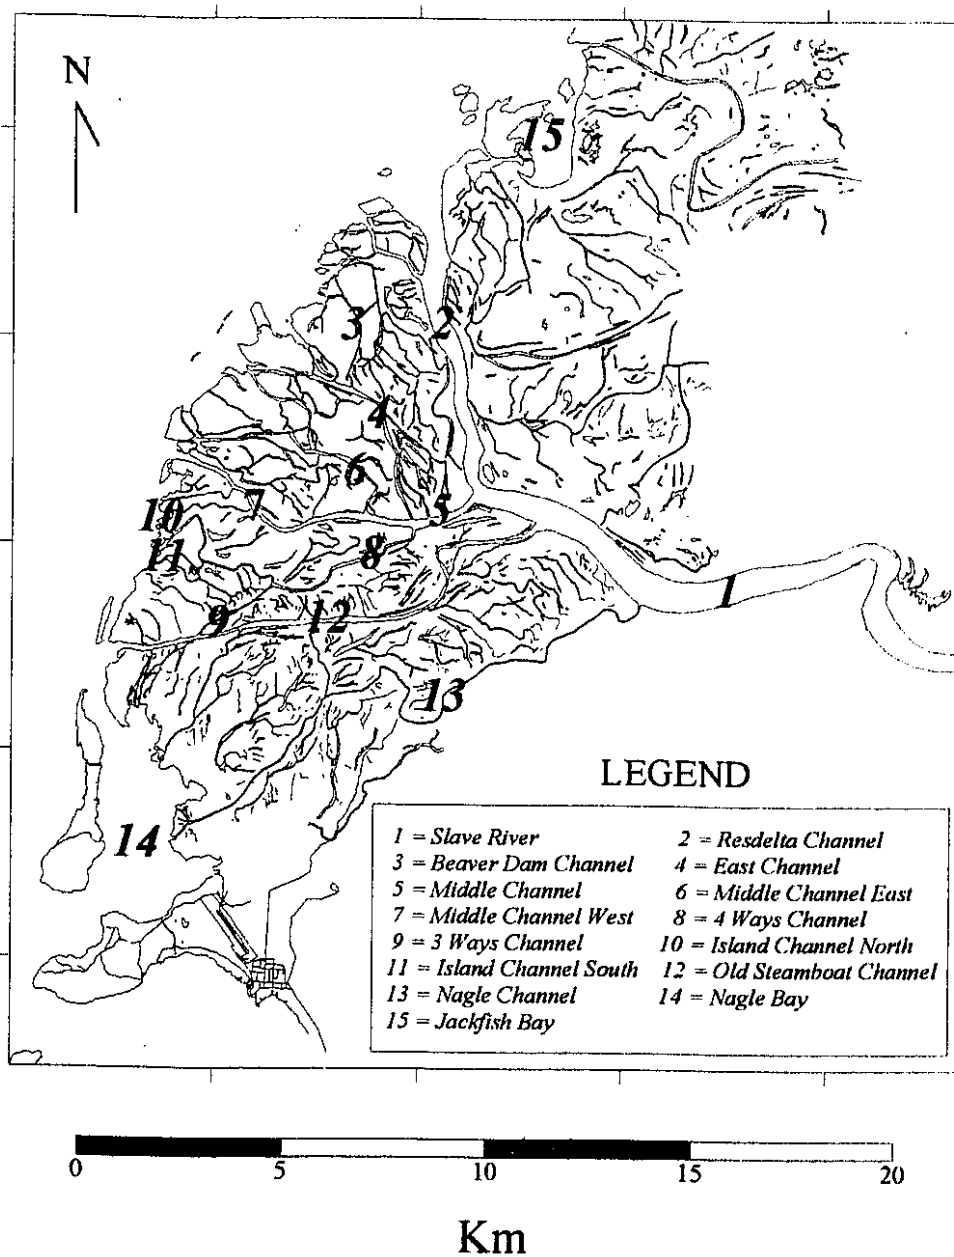 N
15
3
2
4
6
10
7
5
11
8
1
9
12
13
14
LEGEND
1 = Slave River 2 = Resdelta Channel
3 = Beaver Dam Channel 4 = East Channel
5 = Middle Channel 6 = Middle Channel East
7 = Middle Channel West 8 = 4 Ways Channel
9 = 3 Ways Channel 10 = Island Channel North
11 = Island Channel South 12 = Old Steamboat Channel
13 = Nagle Channel 14 = Nagle Bay
15 = Jackfish Bay
0 5 10 15 20
Km